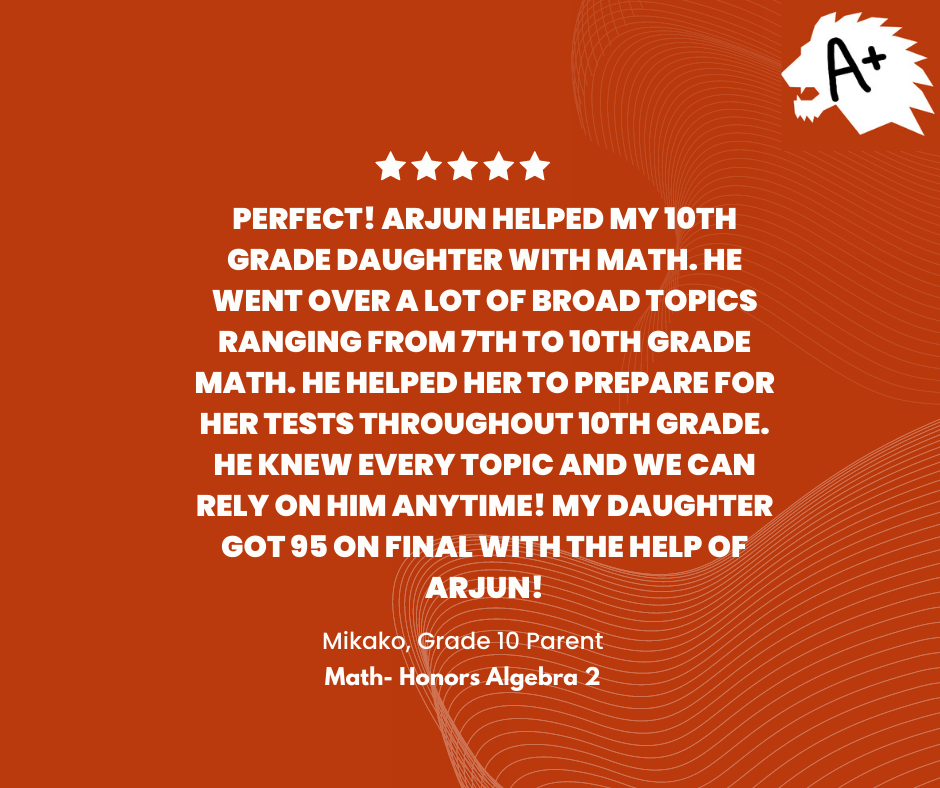 A+
PERFECT! ARJUN HELPED MY 10TH
GRADE DAUGHTER WITH MATH. HE
WENT OVER A LOT OF BROAD TOPICS
RANGING FROM 7TH TO 10TH GRADE
MATH. HE HELPED HER TO PREPARE FOR
HER TESTS THROUGHOUT 10TH GRADE.
HE KNEW EVERY TOPIC AND WE CAN
RELY ON HIM ANYTIME! MY DAUGHTER
GOT 95 ON FINAL WITH THE HELP OF
ARJUN!
Mikako, Grade 10 Parent
Math- Honors Algebra 2